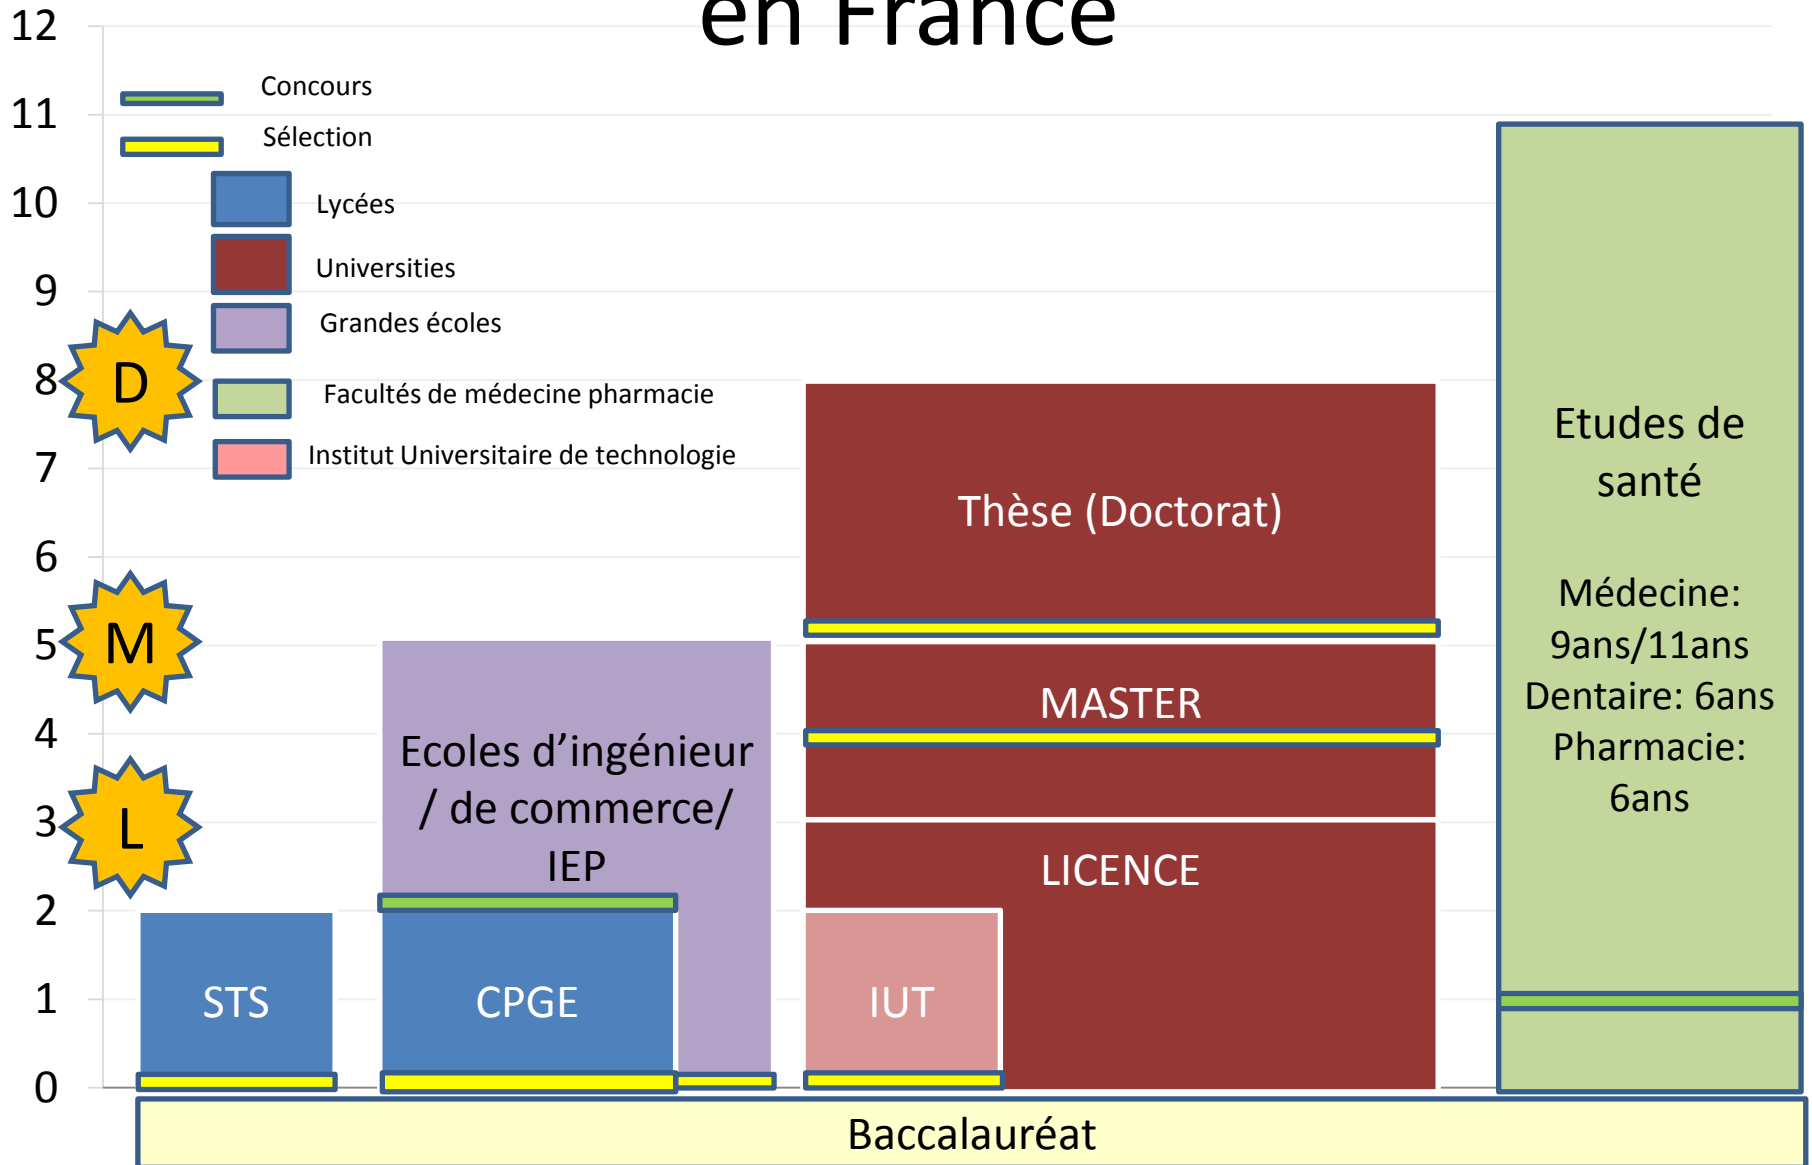 en France
12
11
10
9
8
7
6
5
4
3
2
1
0
Concours
Sélection
Lycées
Universities
Grandes écoles
Facultés de médecine pharmacie
Institut Universitaire de technologie
D
M
L
STS
CPGE
Ecoles d’ingénieur
/ de commerce/
IEP
Thèse (Doctorat)
MASTER
LICENCE
IUT
Etudes de
santé
Médecine:
9ans/11ans
Dentaire: 6ans
Pharmacie:
6ans
Baccalauréat